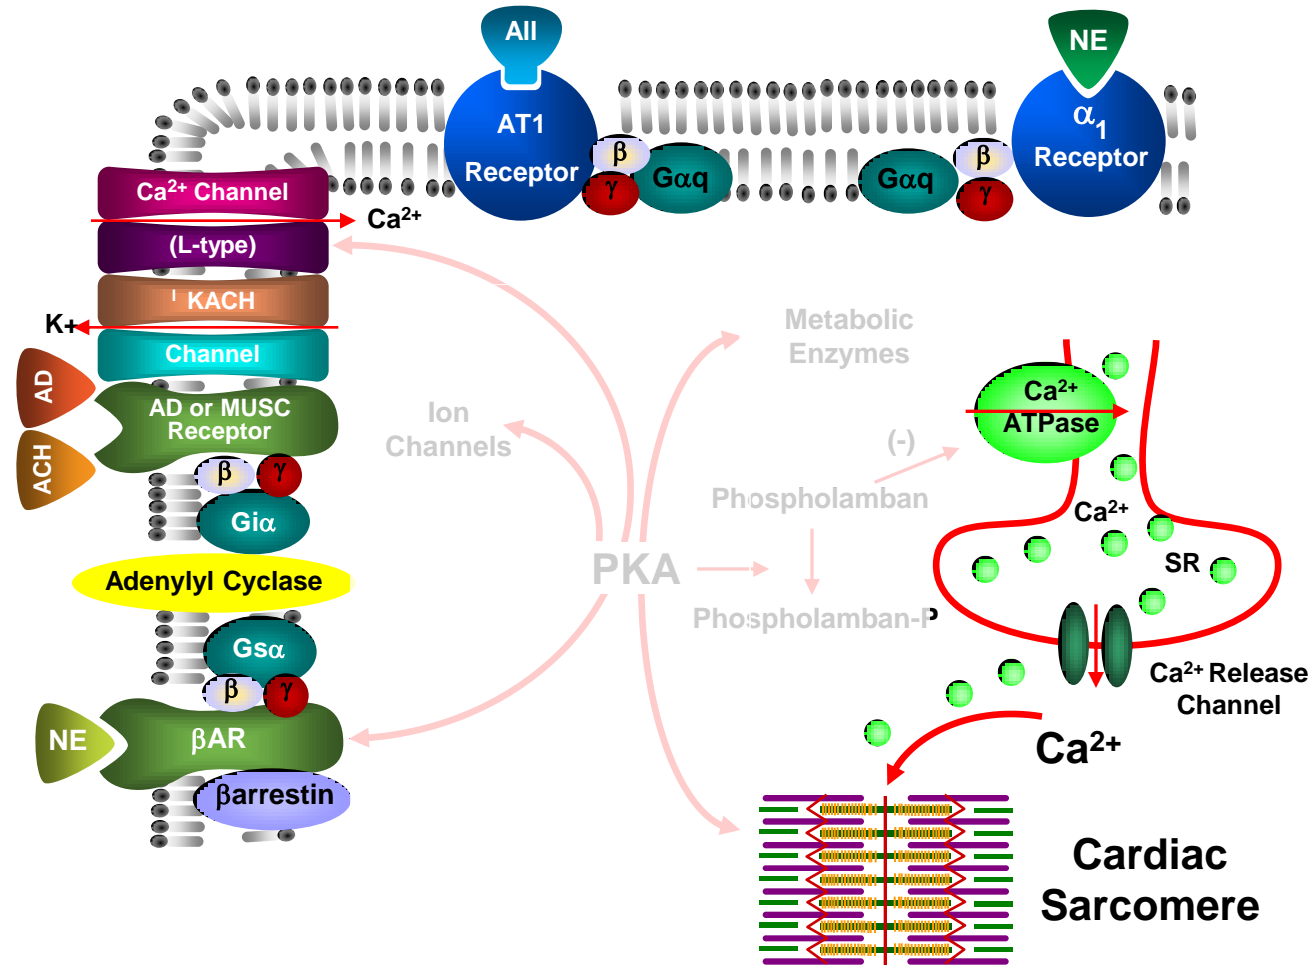 AII
NE
AT1
Receptor
β
γ
Gαq
Gαq
β
γ
α1
Receptor
Ca2+ Channel
Ca2+
(L-type)
I KACH
K+
Channel
AD
ACH
AD or MUSC
Receptor
β
γ
Giα
Adenylyl Cyclase
Gsα
β
γ
NE
βAR
βarrestin
Ion
Channels
Metabolic
Enzymes
(-)
Phospholamban
PKA
Phospholamban-P
Ca2+
ATPase
Ca2+
SR
Ca2+ Release
Channel
Ca2+
Cardiac
Sarcomere